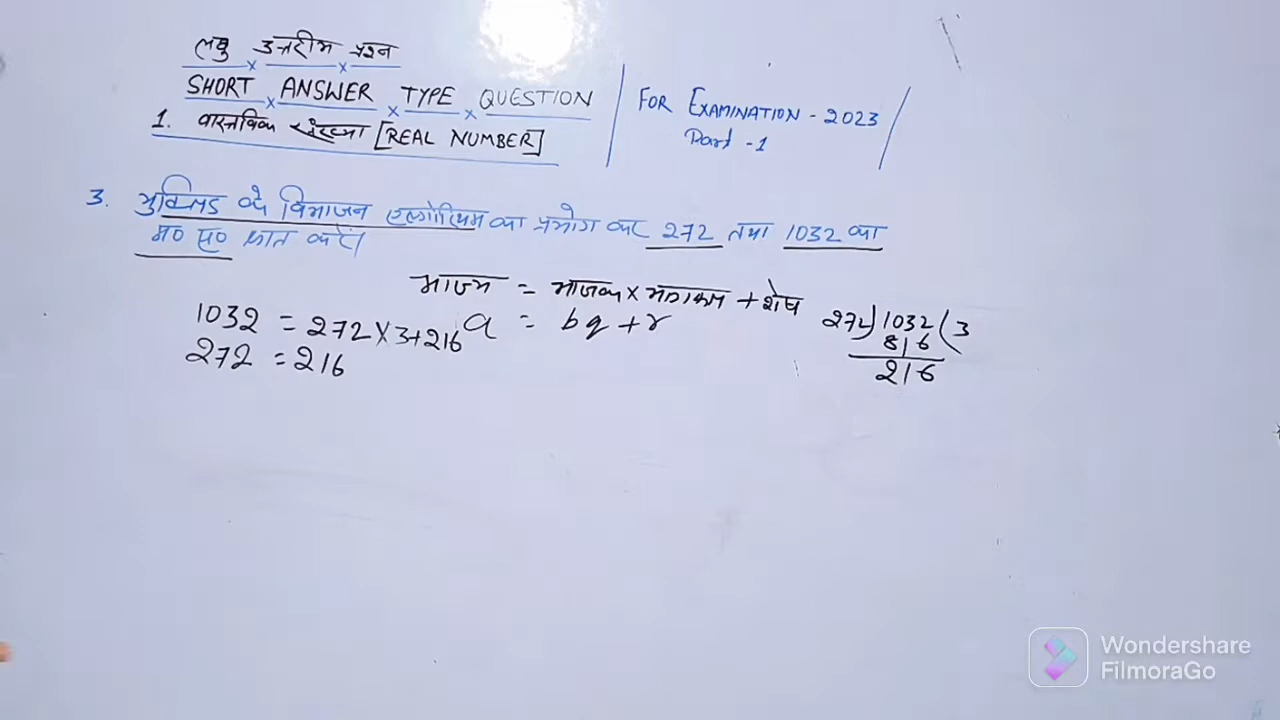 लघु उत्तरीय प्रश्न
SHORT ANSWER TYPE QUESTION
1. वास्तविक संख्या [REAL NUMBER]
FOR EXAMINATION - 2023
Part -1
3. युक्लिड के विभाजन एल्गोरिथम का प्रयोग कर 272 तथा 1032 का
म० स० ज्ञात करें।
भाज्य = भाजक × भागफल + शेष
a = bq + r
1032 = 272 × 3 + 216
272 = 216
272) 1032 (3
816
216
Wondershare
FilmoraGo